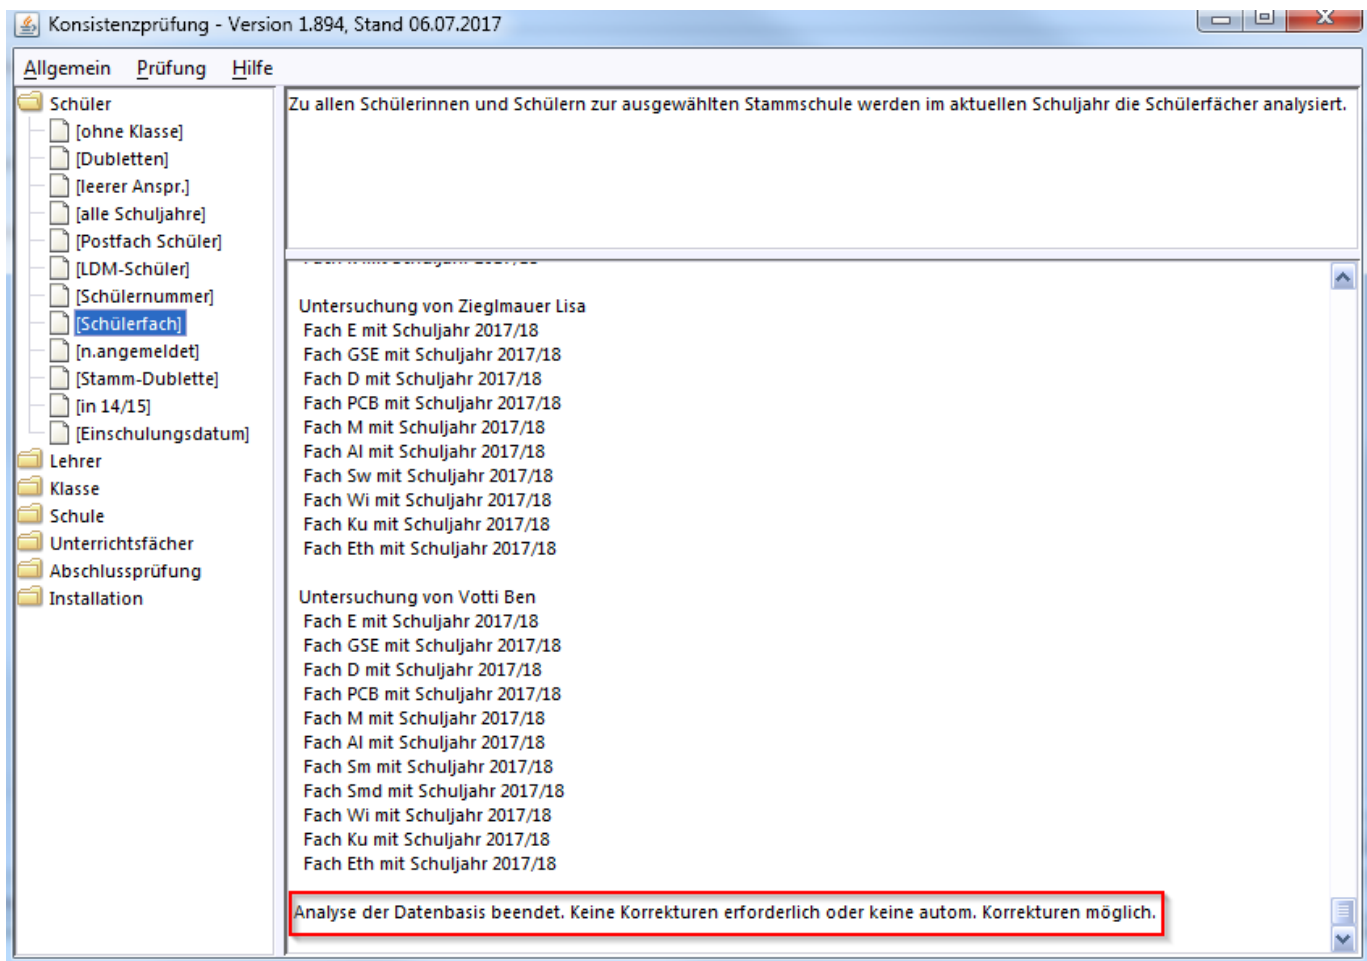 Konsistenzprüfung - Version 1.894, Stand 06.07.2017
Allgemein Prüfung Hilfe
Schüler
[ohne Klasse]
[Dubletten]
[leerer Anspr.]
[alle Schuljahre]
[Postfach Schüler]
[LDM-Schüler]
[Schülernummer]
[Schülerfach]
[n.angemeldet]
[Stamm-Dublette]
[in 14/15]
[Einschulungsdatum]
Lehrer
Klasse
Schule
Unterrichtsfächer
Abschlussprüfung
Installation
Zu allen Schülerinnen und Schülern zur ausgewählten Stammschule werden im aktuellen Schuljahr die Schülerfächer analysiert.
Untersuchung von Zieglmauer Lisa
Fach E mit Schuljahr 2017/18
Fach GSE mit Schuljahr 2017/18
Fach D mit Schuljahr 2017/18
Fach PCB mit Schuljahr 2017/18
Fach M mit Schuljahr 2017/18
Fach AI mit Schuljahr 2017/18
Fach Sw mit Schuljahr 2017/18
Fach Wi mit Schuljahr 2017/18
Fach Ku mit Schuljahr 2017/18
Fach Eth mit Schuljahr 2017/18
Untersuchung von Votti Ben
Fach E mit Schuljahr 2017/18
Fach GSE mit Schuljahr 2017/18
Fach D mit Schuljahr 2017/18
Fach PCB mit Schuljahr 2017/18
Fach M mit Schuljahr 2017/18
Fach AI mit Schuljahr 2017/18
Fach Sm mit Schuljahr 2017/18
Fach Smd mit Schuljahr 2017/18
Fach Wi mit Schuljahr 2017/18
Fach Ku mit Schuljahr 2017/18
Fach Eth mit Schuljahr 2017/18
Analyse der Datenbasis beendet. Keine Korrekturen erforderlich oder keine autom. Korrekturen möglich.